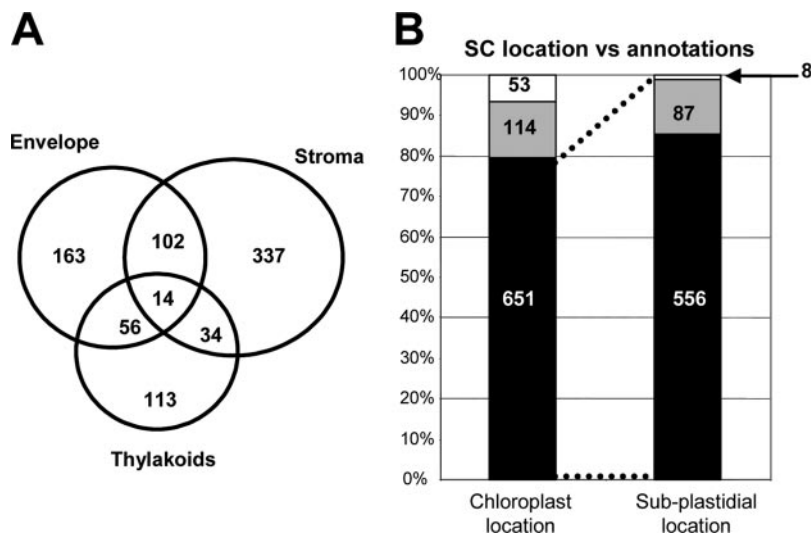 A
Envelope
Stroma
163
102
337
14
56
34
113
Thylakoids
B
SC location vs annotations
100%
90%
80%
70%
60%
50%
40%
30%
20%
10%
0%
53
114
651
8
87
556
Chloroplast
location
Sub-plastidial
location